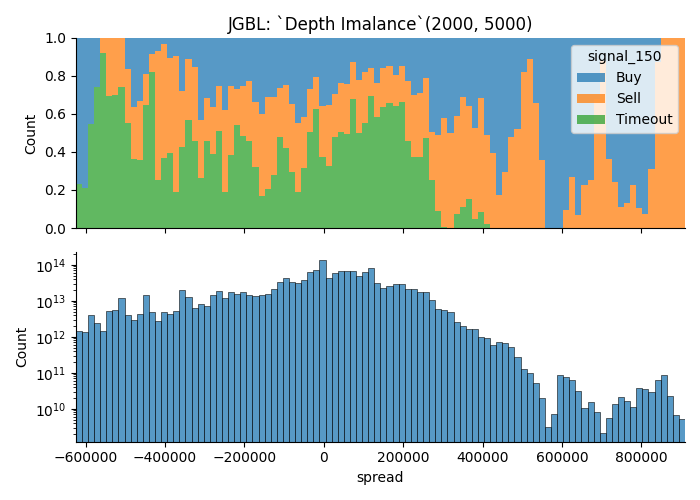 JGBL: `Depth Imalance`(2000, 5000)
1.0
0.8
0.6
0.4
0.2
0.0
Count
signal_150
Buy
Sell
Timeout
10^14
10^13
10^12
10^11
10^10
Count
−600000 −400000 −200000 0 200000 400000 600000 800000
spread